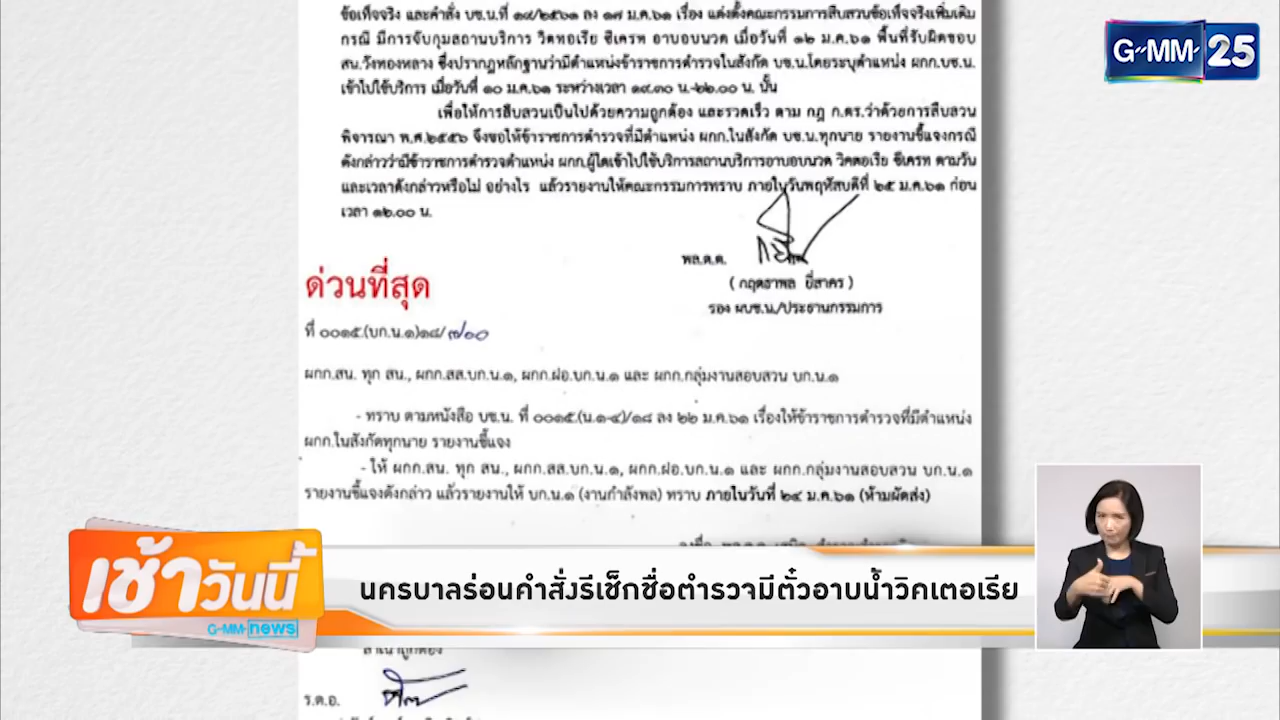 ข้อเท็จจริง และคำสั่ง บช.น.ที่ ๑๙/๒๕๖๑ ลง ๑๗ ม.ค.๖๑ เรื่อง แต่งตั้งคณะกรรมการสืบสวนข้อเท็จจริงเพิ่มเติม
กรณี มีการจับกุมสถานบริการ วิคทอเรีย ซีเครท อาบอบนวด เมื่อวันที่ ๑๒ ม.ค.๖๑ พื้นที่รับผิดชอบ
สน.วังทองหลาง ซึ่งปรากฏหลักฐานว่ามีตำแหน่งข้าราชการตำรวจในสังกัด บช.น.โดยระบุตำแหน่ง ผกก.บช.น.
เข้าไปใช้บริการ เมื่อวันที่ ๑๐ ม.ค.๖๑ ระหว่างเวลา ๑๙.๓๐ น.-๒๒.๐๐ น. นั้น
เพื่อให้การสืบสวนเป็นไปด้วยความถูกต้อง และรวดเร็ว ตาม กฎ ก.ตร.ว่าด้วยการสืบสวน
พิจารณา พ.ศ.๒๕๕๖ จึงขอให้ข้าราชการตำรวจที่มีตำแหน่ง ผกก.ในสังกัด บช.น.ทุกนาย รายงานชี้แจงกรณี
ดังกล่าวว่ามีข้าราชการตำรวจตำแหน่ง ผกก.ผู้ใดเข้าไปใช้บริการสถานบริการอาบอบนวด วิคตอเรีย ซีเครท ตามวัน
และเวลาดังกล่าวหรือไม่ อย่างไร แล้วรายงานให้คณะกรรมการทราบ ภายในวันพฤหัสบดีที่ ๒๕ ม.ค.๖๑ ก่อน
เวลา ๑๒.๐๐ น.
G-MM- 25
พล.ต.ต.
( กฤตธาพล ยี่สาคร )
รอง ผบช.น./ประธานกรรมการ
ด่วนที่สุด
ที่ ๐๐๑๕.(บก.น.๑)๑๘/๗๐๐
ผกก.สน. ทุก สน., ผกก.สส.บก.น.๑, ผกก.ฝอ.บก.น.๑ และ ผกก.กลุ่มงานสอบสวน บก.น.๑
- ทราบ ตามหนังสือ บช.น. ที่ ๐๐๑๕.(น.๑-๔)/๑๘ ลง ๒๒ ม.ค.๖๑ เรื่องให้ข้าราชการตำรวจที่มีตำแหน่ง
ผกก.ในสังกัดทุกนาย รายงานชี้แจง
- ให้ ผกก.สน. ทุก สน., ผกก.สส.บก.น.๑, ผกก.ฝอ.บก.น.๑ และ ผกก.กลุ่มงานสอบสวน บก.น.๑
รายงานชี้แจงดังกล่าว แล้วรายงานให้ บก.น.๑ (งานกำลังพล) ทราบ ภายในวันที่ ๒๔ ม.ค.๖๑ (ห้ามผัดส่ง)
เช้าวันนี้
G-MM- news
นครบาลร่อนคำสั่งรีเช็กชื่อตำรวจมีตั๋วอาบน้ำวิคเตอเรีย
สำเนาถูกต้อง
ร.ต.อ.